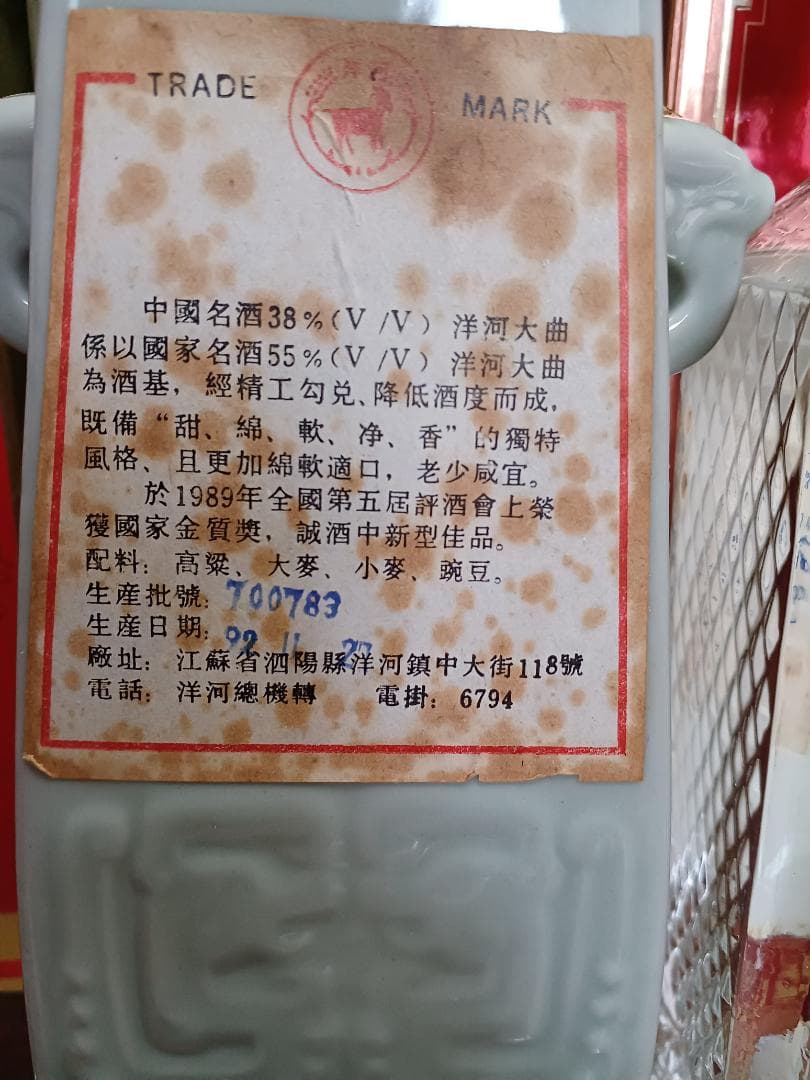 TRADE MARK
中國名酒38%(V/V)洋河大曲
係以國家名酒55%(V/V)洋河大曲
為酒基,經精工勾兑、降低酒度而成,
既備“甜、綿、軟、净、香”的獨特
風格、且更加綿軟適口,老少咸宜。
於1989年全國第五届評酒會上榮
獲國家金質獎,誠酒中新型佳品。
配料:高粱、大麥、小麥、豌豆。
生産批號:700783
生産日期:92 11 27
廠址:江蘇省泗陽縣洋河鎮中大街118號
電話:洋河總機轉 電掛:6794